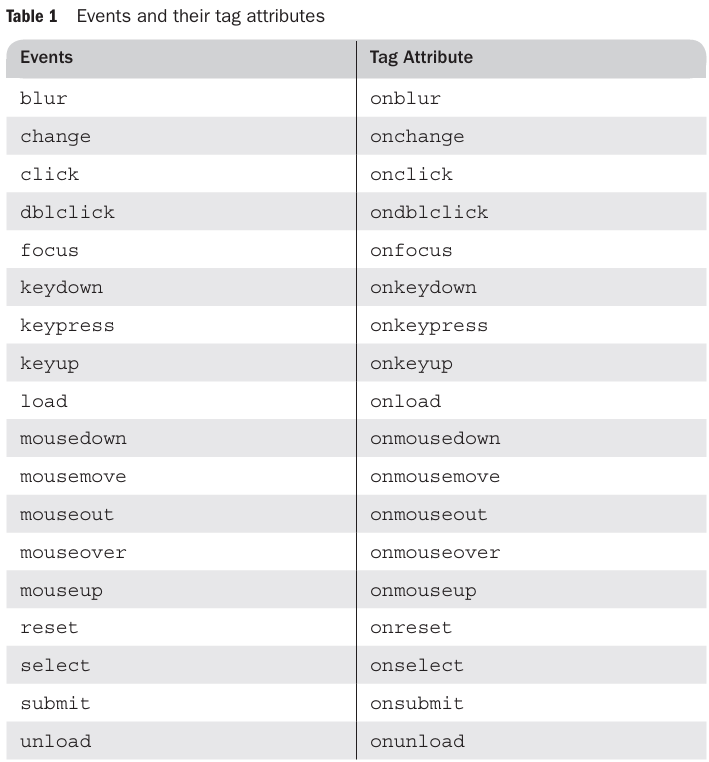 Table 1 Events and their tag attributes
Events Tag Attribute
blur onblur
change onchange
click onclick
dblclick ondblclick
focus onfocus
keydown onkeydown
keypress onkeypress
keyup onkeyup
load onload
mousedown onmousedown
mousemove onmousemove
mouseout onmouseout
mouseover onmouseover
mouseup onmouseup
reset onreset
select onselect
submit onsubmit
unload onunload